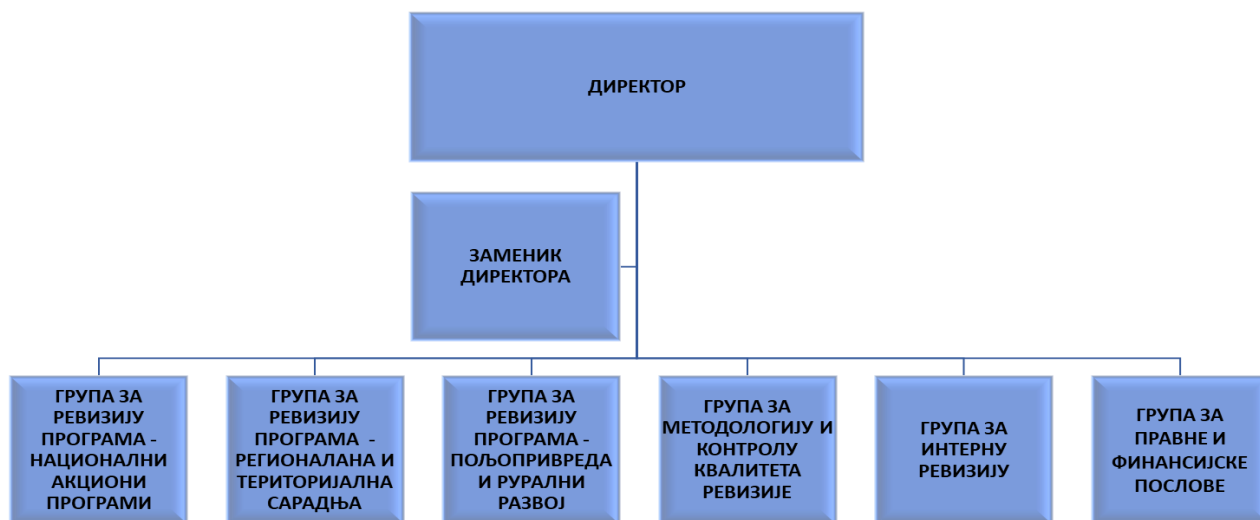 ДИРЕКТОР
ЗАМЕНИК
ДИРЕКТОРА
ГРУПА ЗА
РЕВИЗИЈУ
ПРОГРАМА -
НАЦИОНАЛНИ
АКЦИОНИ
ПРОГРАМИ
ГРУПА ЗА
РЕВИЗИЈУ
ПРОГРАМА -
РЕГИОНАЛАНА И
ТЕРИТОРИЈАЛНА
САРАДЊА
ГРУПА ЗА
РЕВИЗИЈУ
ПРОГРАМА -
ПОЉОПРИВРЕДА
И РУРАЛНИ
РАЗВОЈ
ГРУПА ЗА
МЕТОДОЛОГИЈУ И
КОНТРОЛУ
КВАЛИТЕТА
РЕВИЗИЈЕ
ГРУПА ЗА
ИНТЕРНУ
РЕВИЗИЈУ
ГРУПА ЗА
ПРАВНЕ И
ФИНАНСИЈСКЕ
ПОСЛОВЕ